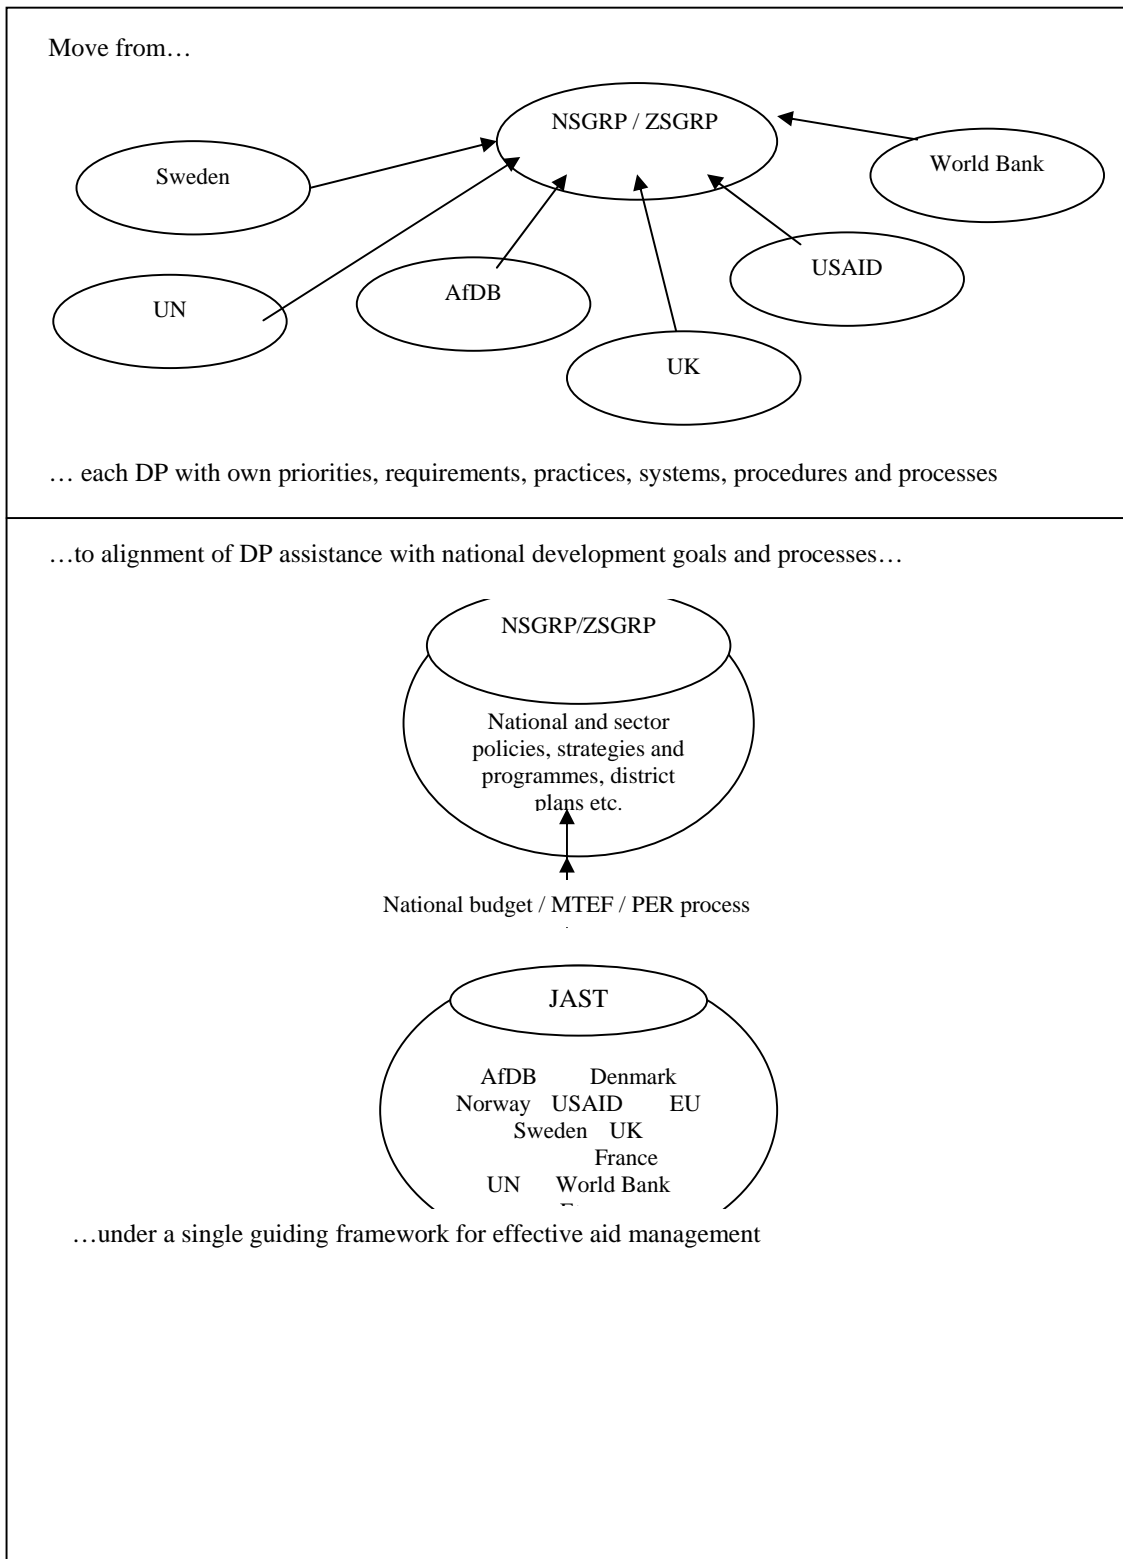 Move from…
NSGRP / ZSGRP
World Bank
Sweden
USAID
AfDB
UN
UK
… each DP with own priorities, requirements, practices, systems, procedures and processes
…to alignment of DP assistance with national development goals and processes…
NSGRP/ZSGRP
National and sector
policies, strategies and
programmes, district
plans etc.
National budget / MTEF / PER process
JAST
AfDB Denmark
Norway USAID EU
Sweden UK
France
UN World Bank
…under a single guiding framework for effective aid management